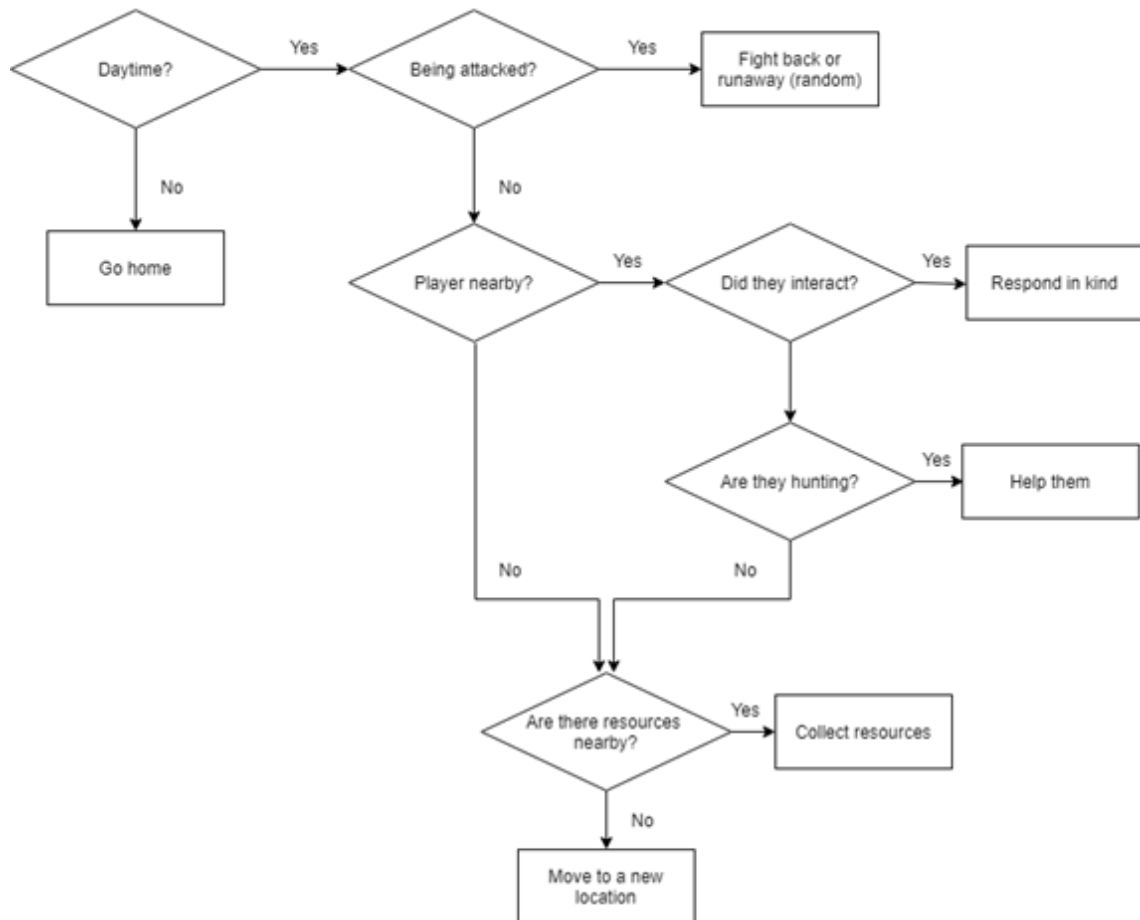 Daytime?
Yes
Being attacked?
Yes
Fight back or
runaway (random)
No
No
Go home
Player nearby?
Yes
Did they interact?
Yes
Respond in kind
Are they hunting?
Yes
Help them
No
No
Are there resources
nearby?
Yes
Collect resources
No
Move to a new
location